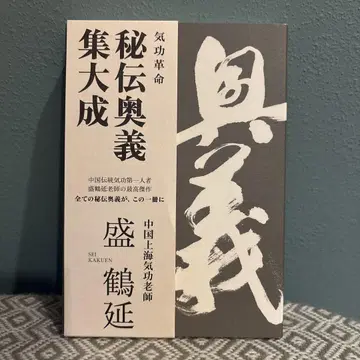 気功革命
秘伝奥義
集大成
中国伝統気功第一人者
盛鶴延老師の最高傑作
全ての秘伝奥義が、この一冊に
中国上海気功老師
盛鶴延
SEI
KAKUEN
奥義